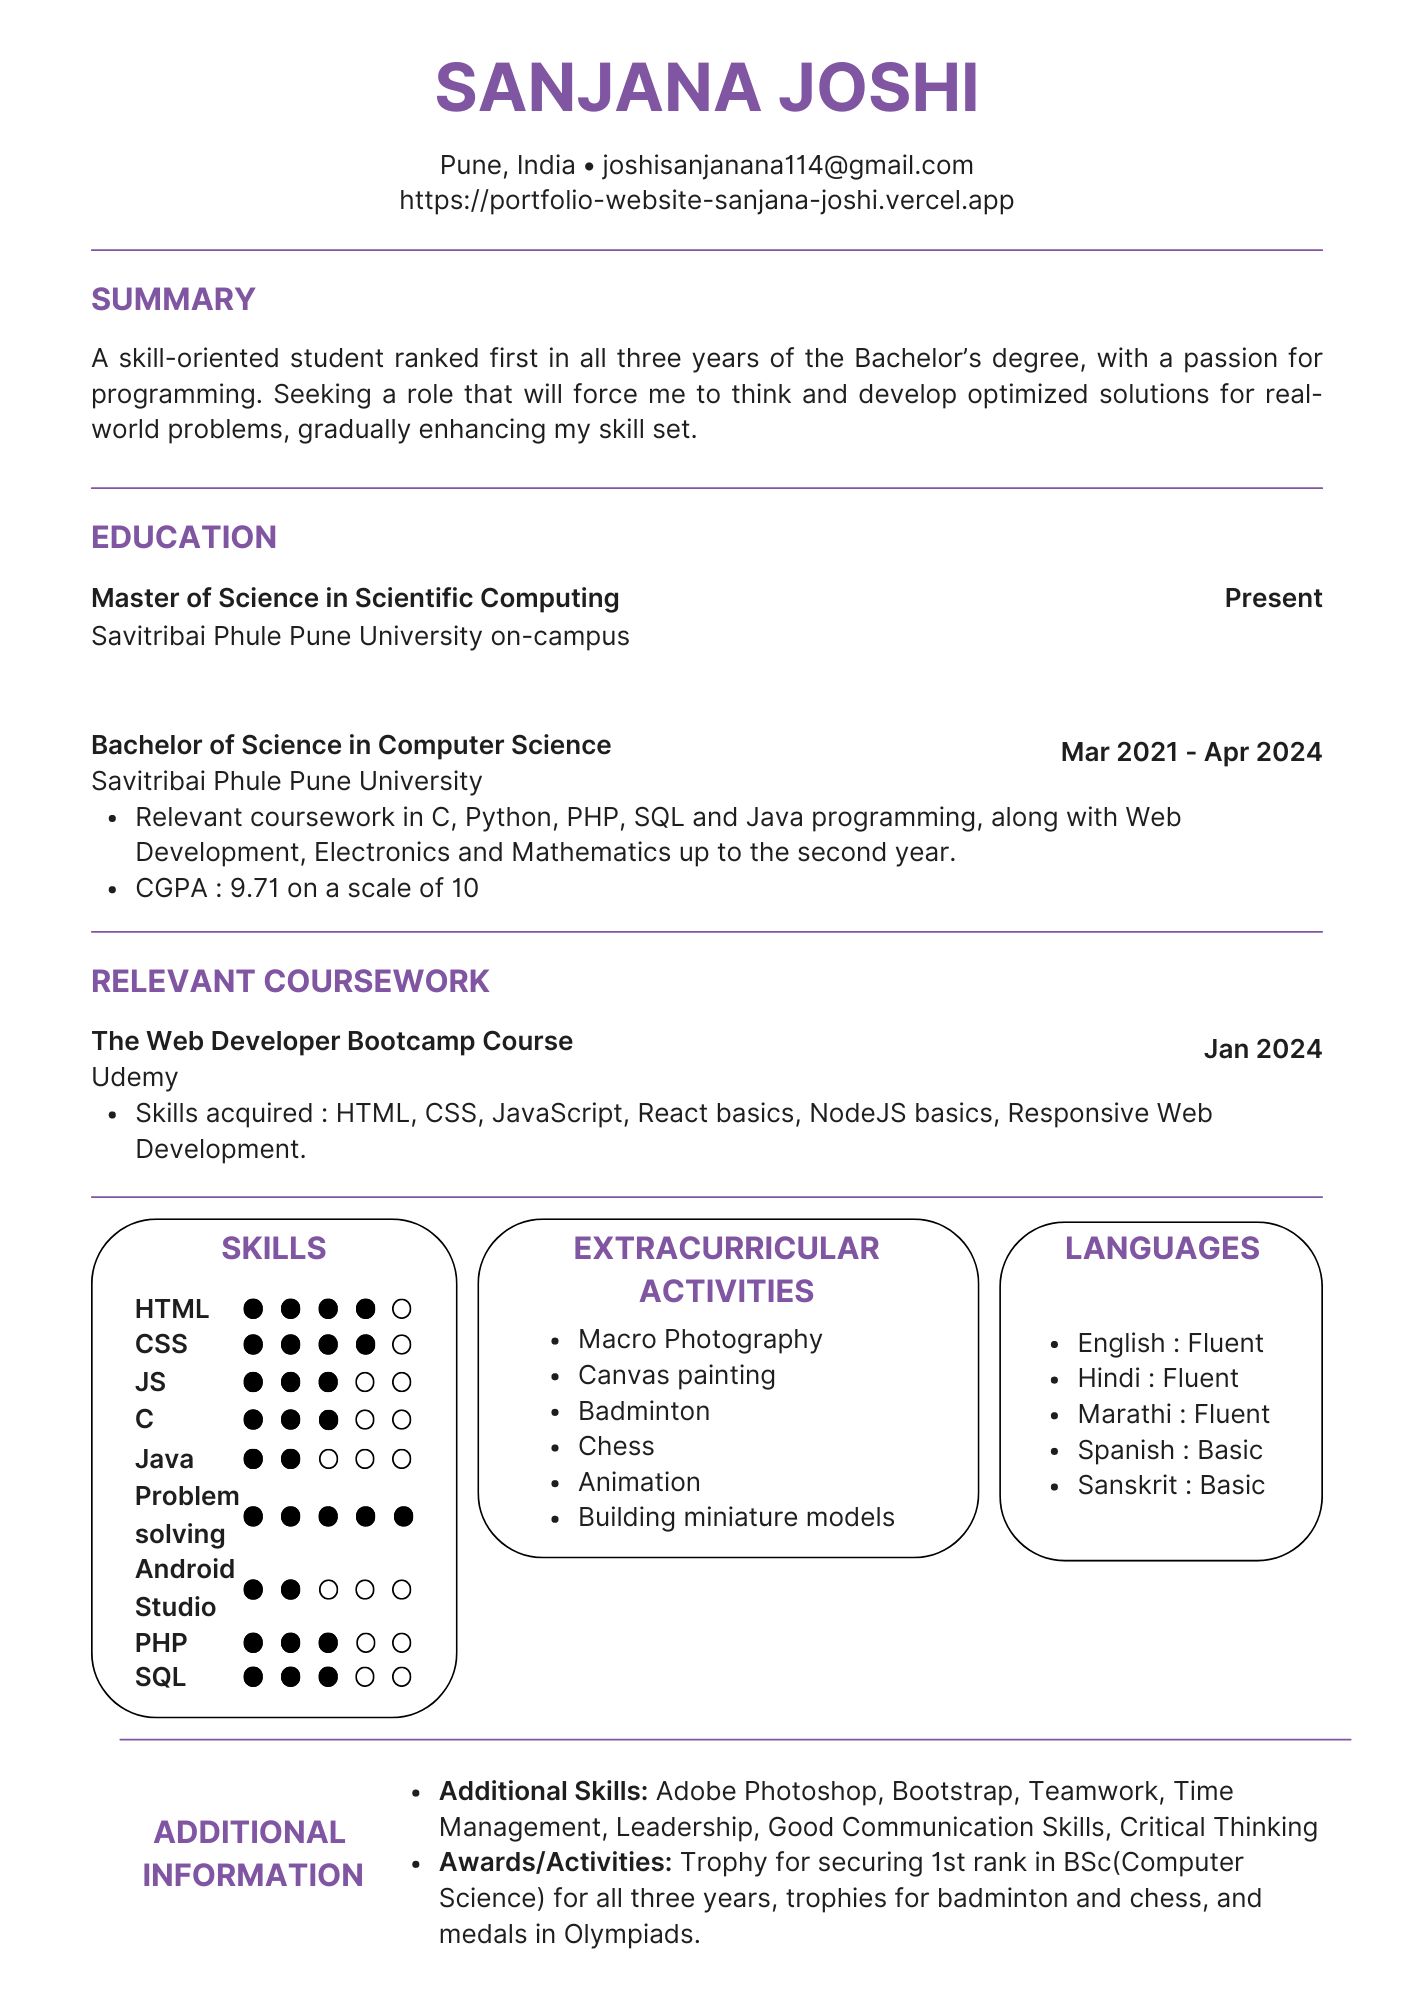 SANJANA JOSHI
Pune, India • joshisanjanana114@gmail.com
https://portfolio-website-sanjana-joshi.vercel.app
SUMMARY
A skill-oriented student ranked first in all three years of the Bachelor’s degree, with a passion for
programming. Seeking a role that will force me to think and develop optimized solutions for real-
world problems, gradually enhancing my skill set.
EDUCATION
Master of Science in Scientific Computing Present
Savitribai Phule Pune University on-campus
Bachelor of Science in Computer Science Mar 2021 - Apr 2024
Savitribai Phule Pune University
• Relevant coursework in C, Python, PHP, SQL and Java programming, along with Web
Development, Electronics and Mathematics up to the second year.
• CGPA : 9.71 on a scale of 10
RELEVANT COURSEWORK
The Web Developer Bootcamp Course Jan 2024
Udemy
• Skills acquired : HTML, CSS, JavaScript, React basics, NodeJS basics, Responsive Web
Development.
SKILLS
HTML
CSS
JS
C
Java
Problem
solving
Android
Studio
PHP
SQL
EXTRACURRICULAR
ACTIVITIES
• Macro Photography
• Canvas painting
• Badminton
• Chess
• Animation
• Building miniature models
LANGUAGES
• English : Fluent
• Hindi : Fluent
• Marathi : Fluent
• Spanish : Basic
• Sanskrit : Basic
ADDITIONAL
INFORMATION
• Additional Skills: Adobe Photoshop, Bootstrap, Teamwork, Time
Management, Leadership, Good Communication Skills, Critical Thinking
• Awards/Activities: Trophy for securing 1st rank in BSc(Computer
Science) for all three years, trophies for badminton and chess, and
medals in Olympiads.